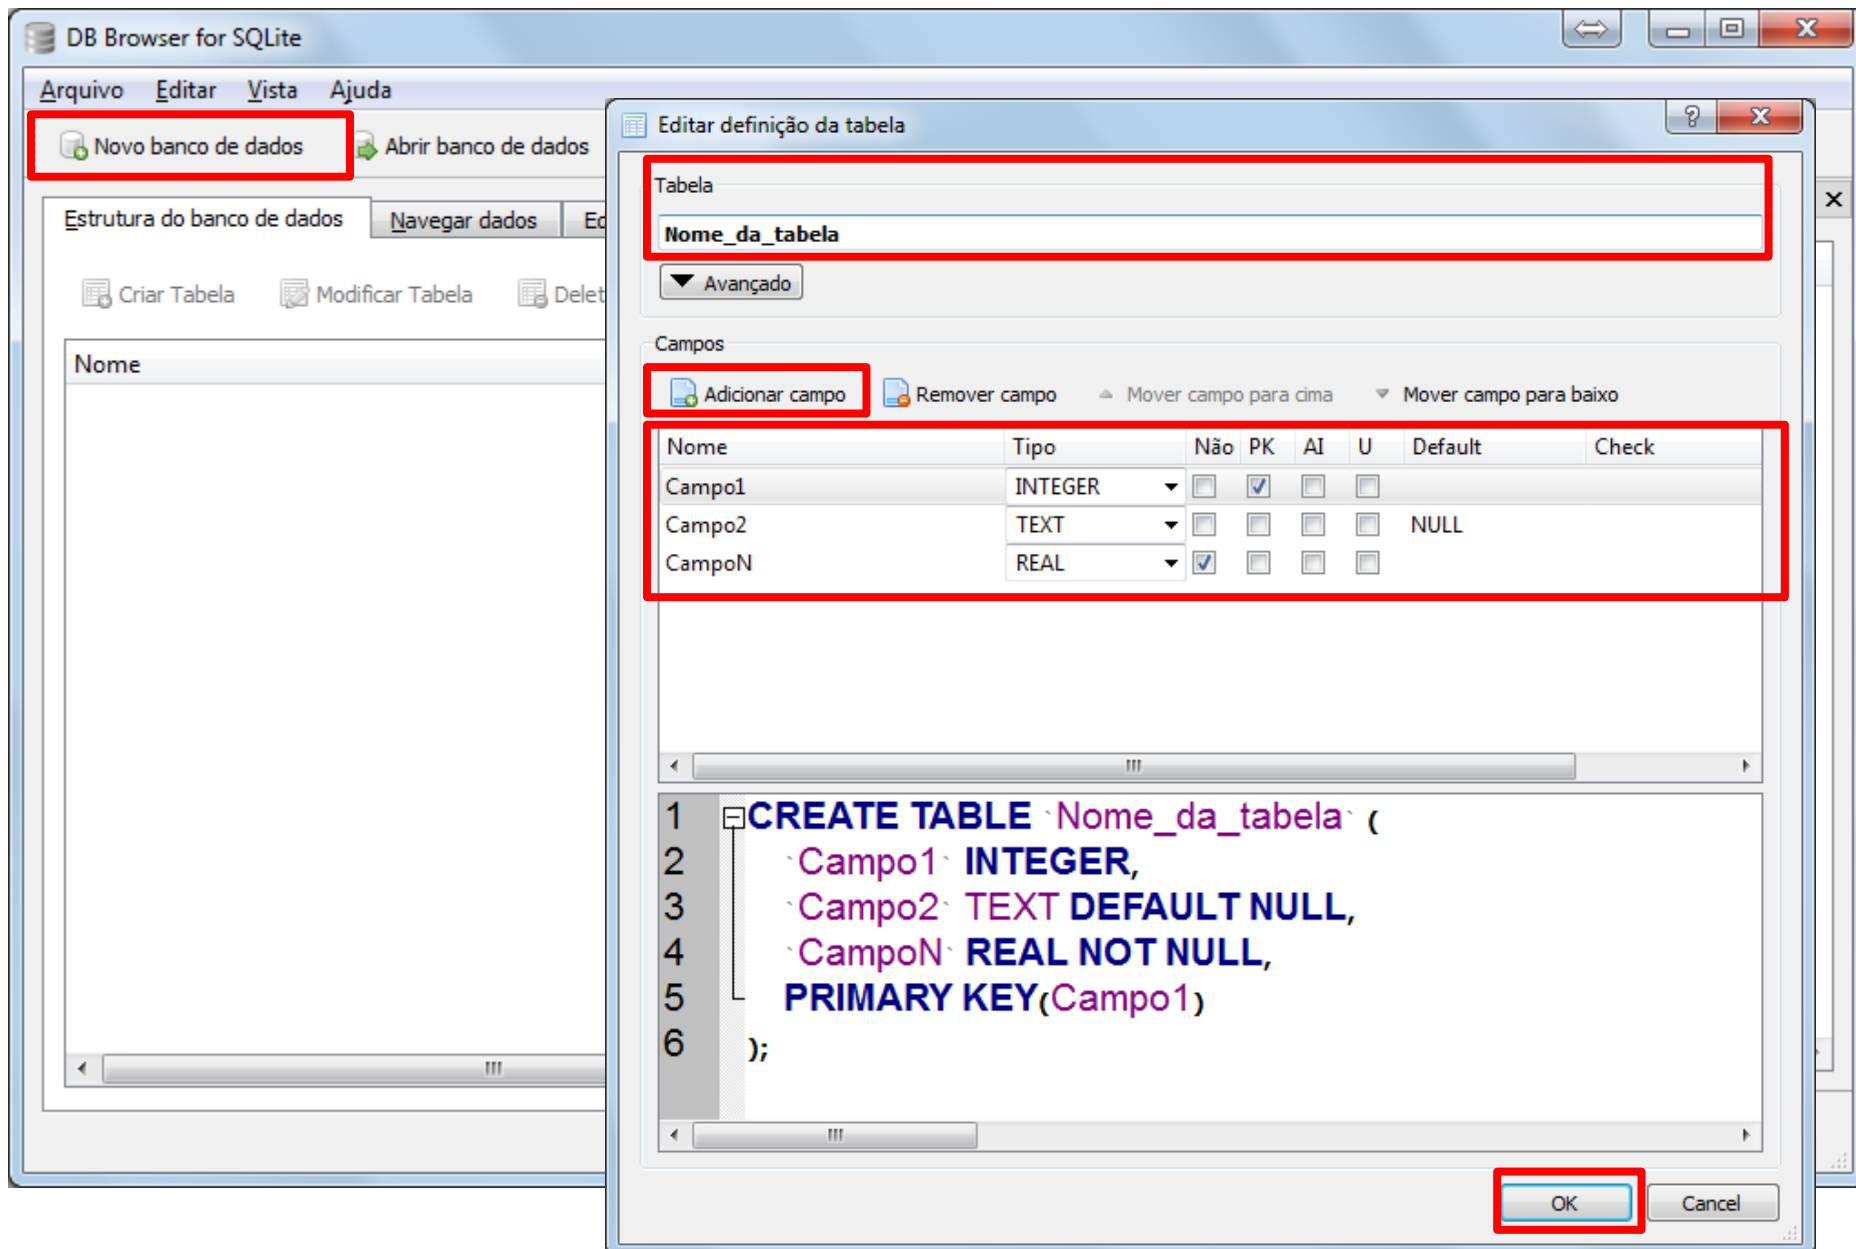 DB Browser for SQLite
Arquivo Editar Vista Ajuda
Novo banco de dados Abrir banco de dados
Estrutura do banco de dados Navegar dados
Criar Tabela Modificar Tabela
Nome
Editar definição da tabela
Tabela
Nome_da_tabela
Avançado
Campos
Adicionar campo Remover campo Mover campo para cima Mover campo para baixo
Nome Tipo Não PK AI U Default Check
Campo1 INTEGER
Campo2 TEXT NULL
CampoN REAL
1 CREATE TABLE `Nome_da_tabela` (
2 `Campo1` INTEGER,
3 `Campo2` TEXT DEFAULT NULL,
4 `CampoN` REAL NOT NULL,
5 PRIMARY KEY(Campo1)
6 );
OK Cancel